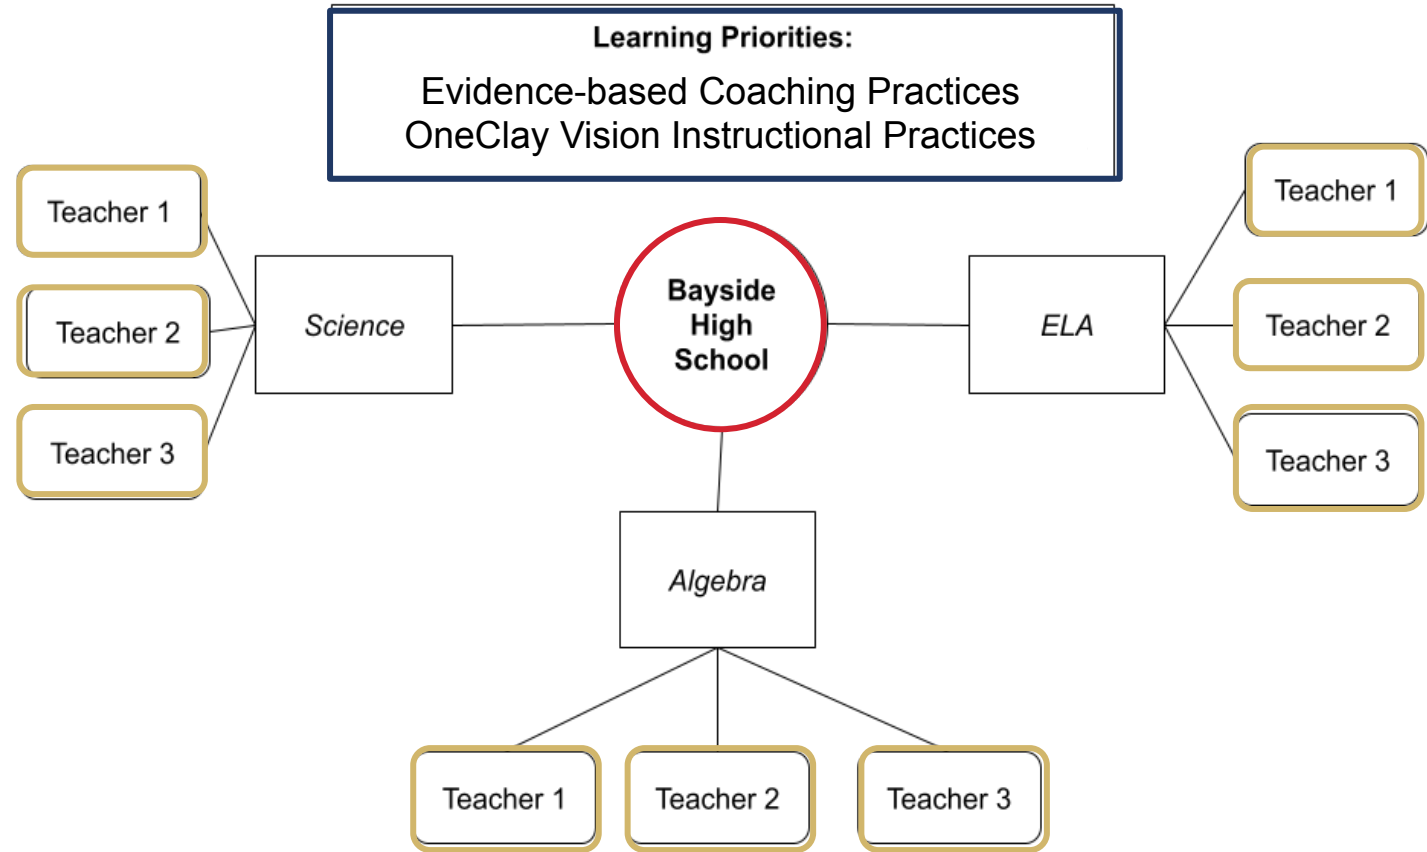 Learning Priorities:
Evidence-based Coaching Practices
OneClay Vision Instructional Practices
Teacher 1
Teacher 2
Teacher 3
Science
Bayside
High
School
ELA
Teacher 1
Teacher 2
Teacher 3
Algebra
Teacher 1
Teacher 2
Teacher 3